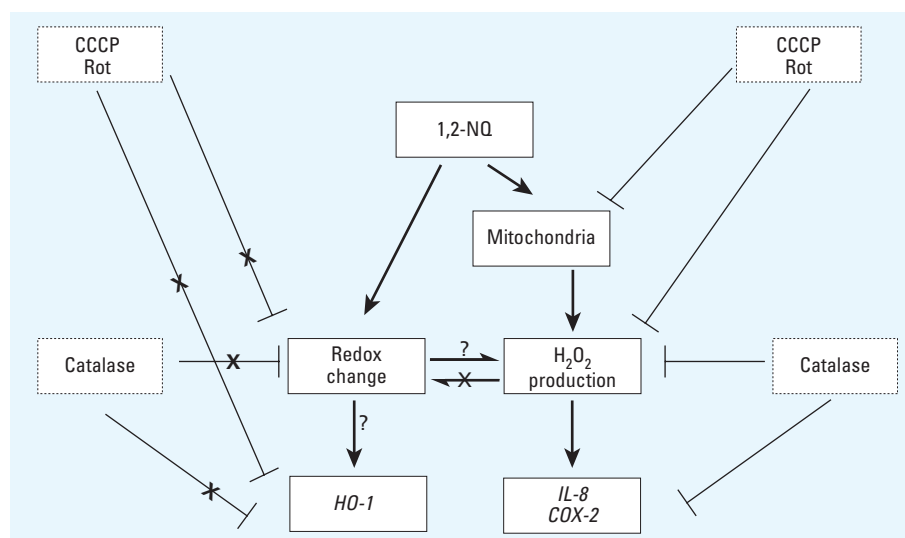 CCCP
Rot
CCCP
Rot
1,2-NQ
Mitochondria
X
X
Catalase
X
Redox
change
?
X
H₂O₂
production
Catalase
?
X
HO-1
IL-8
COX-2